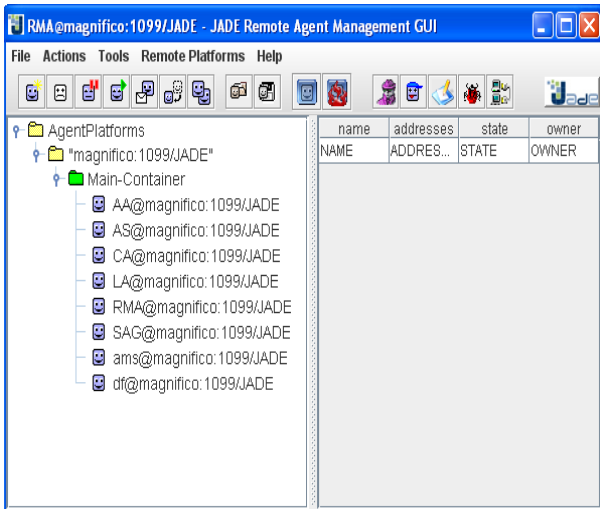 RMA@magnifico:1099/JADE - JADE Remote Agent Management GUI
File Actions Tools Remote Platforms Help
Jade
AgentPlatforms
"magnifico:1099/JADE"
Main-Container
AA@magnifico:1099/JADE
AS@magnifico:1099/JADE
CA@magnifico:1099/JADE
LA@magnifico:1099/JADE
RMA@magnifico:1099/JADE
SAG@magnifico:1099/JADE
ams@magnifico:1099/JADE
df@magnifico:1099/JADE
name addresses state owner
NAME ADDRES... STATE OWNER